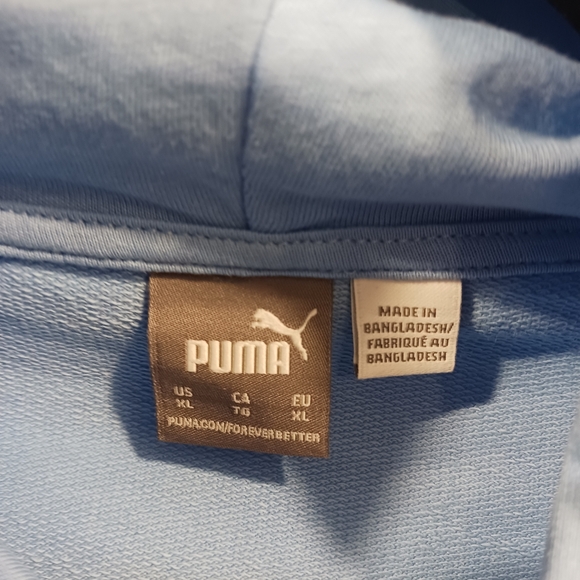 PUMA
US CA EU
XL TG XL
PUMA.COM/FOREVERBETTER
MADE IN
BANGLADESH/
FABRIQUÉ AU
BANGLADESH